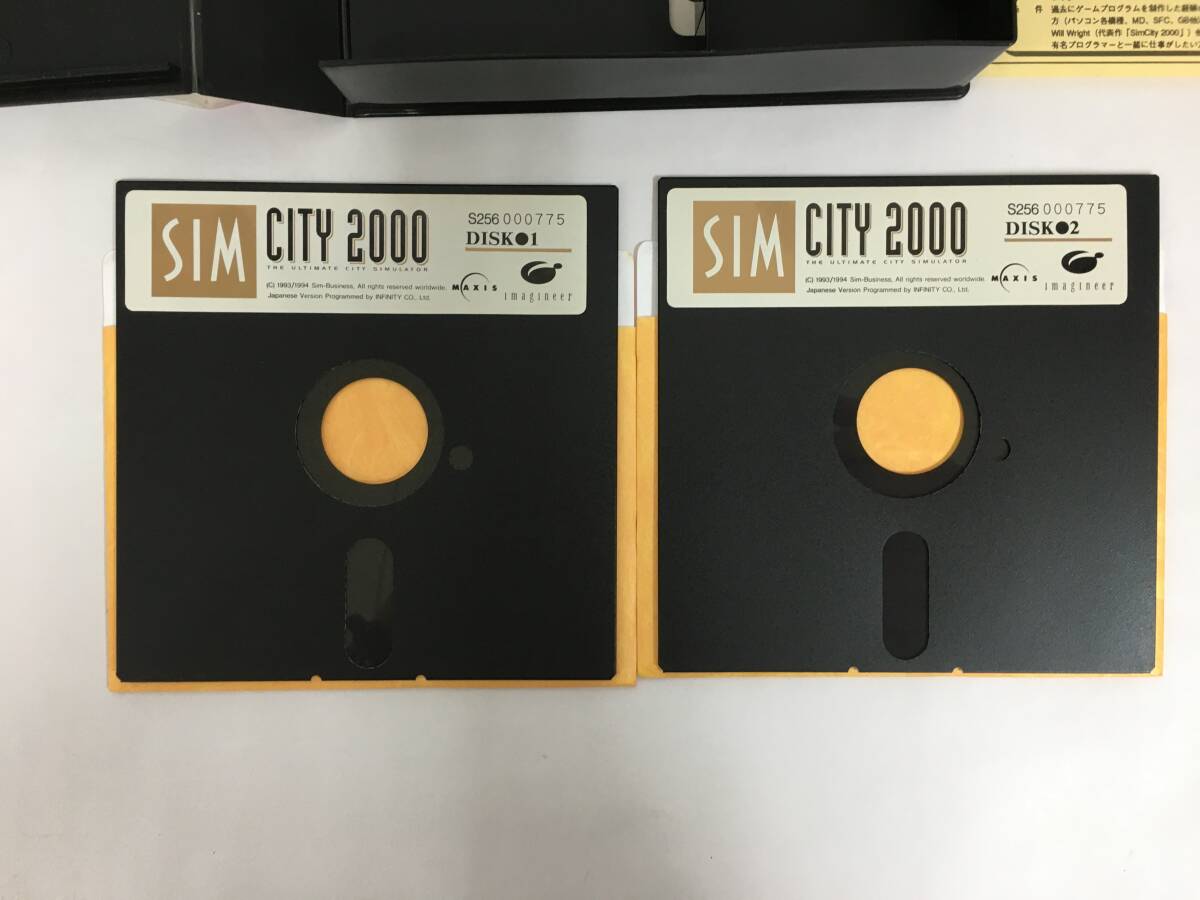 件 過去にゲームプログラムを制作した経験
方（パソコン各機種、MD、SFC、GB他
Will Wright（代表作「SimCity 2000」）
有名プログラマーと一緒に仕事がしたい
SIM CITY 2000
THE ULTIMATE CITY SIMULATOR
S256 000775
DISK●1
(C) 1993/1994 Sim-Business, All rights reserved worldwide.
Japanese Version Programmed by INFINITY CO., Ltd.
MAXIS
imagineer
SIM CITY 2000
THE ULTIMATE CITY SIMULATOR
S256 000775
DISK●2
(C) 1993/1994 Sim-Business, All rights reserved worldwide.
Japanese Version Programmed by INFINITY CO., Ltd.
MAXIS
imagineer